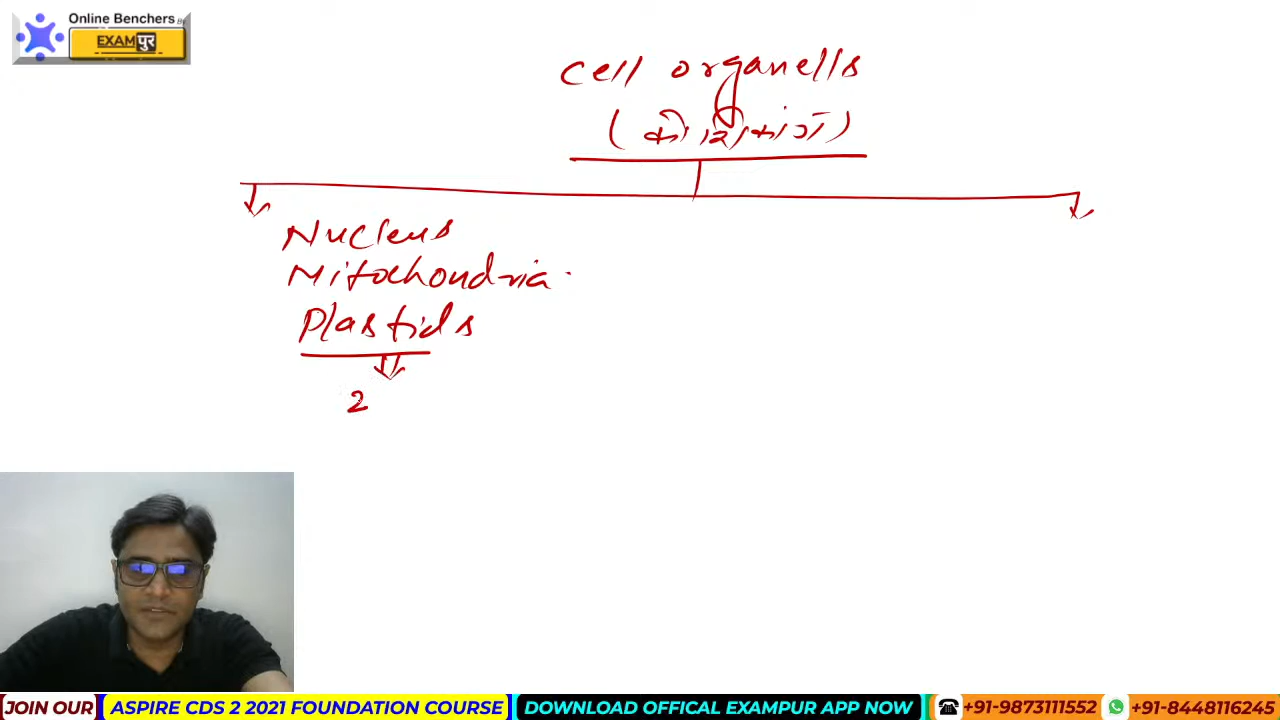 Online Benchers By
EXAMपुर
cell organells
(कोशिकांग)
Nucleus
Mitochondria
Plastids
2
JOIN OUR ASPIRE CDS 2 2021 FOUNDATION COURSE DOWNLOAD OFFICAL EXAMPUR APP NOW +91-9873111552 +91-8448116245